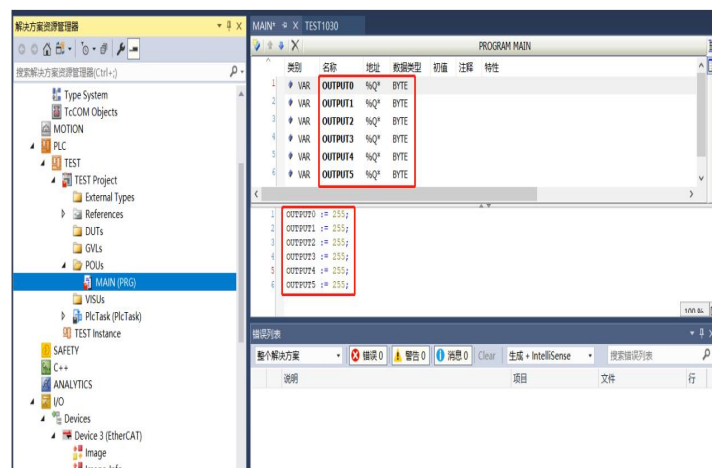 解决方案资源管理器
搜索解决方案资源管理器(Ctrl+;)
Type System
TcCOM Objects
MOTION
PLC
TEST
TEST Project
External Types
References
DUTs
GVLs
POUs
MAIN (PRG)
VISUs
PlcTask (PlcTask)
TEST Instance
SAFETY
C++
ANALYTICS
I/O
Devices
Device 3 (EtherCAT)
Image
MAIN* TEST1030
PROGRAM MAIN
类别 名称 地址 数据类型 初值 注释 特性
1 VAR OUTPUT0 %Q* BYTE
2 VAR OUTPUT1 %Q* BYTE
3 VAR OUTPUT2 %Q* BYTE
4 VAR OUTPUT3 %Q* BYTE
5 VAR OUTPUT4 %Q* BYTE
6 VAR OUTPUT5 %Q* BYTE
1 OUTPUT0 := 255;
2 OUTPUT1 := 255;
3 OUTPUT2 := 255;
4 OUTPUT3 := 255;
5 OUTPUT4 := 255;
6 OUTPUT5 := 255;
100 %
错误列表
整个解决方案 错误 0 警告 0 消息 0 Clear 生成 + IntelliSense 搜索错误列表
说明 项目 文件 行